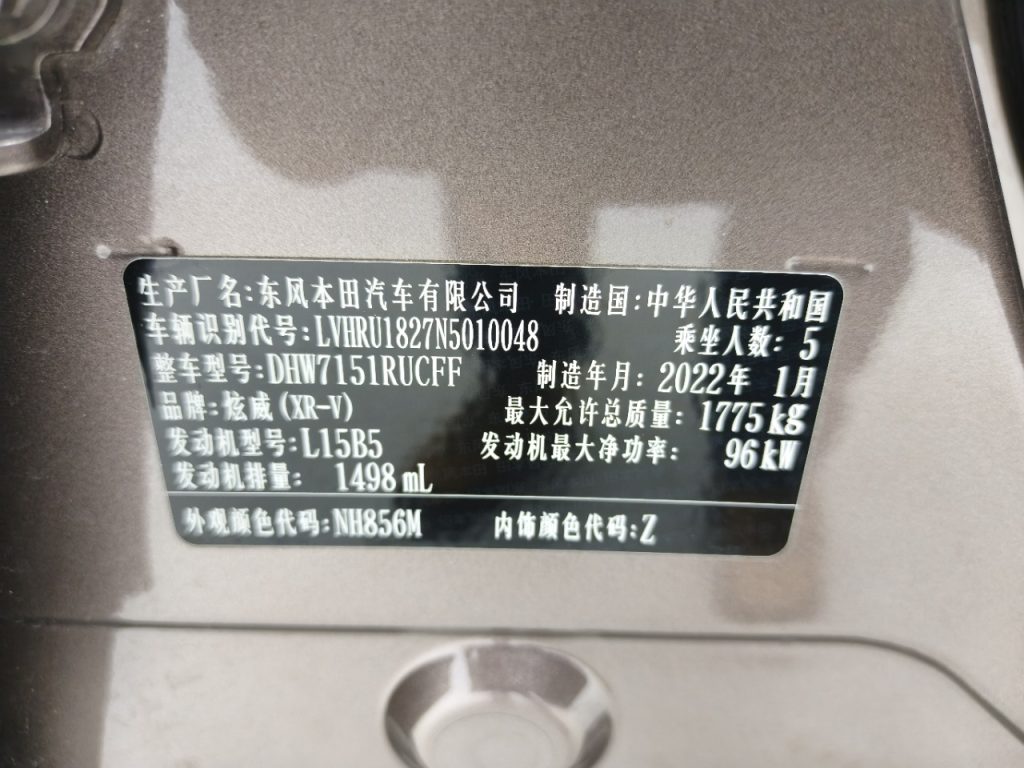 生产厂名:东风本田汽车有限公司 制造国:中华人民共和国
车辆识别代号:LVHRU1827N5010048 乘坐人数: 5
整车型号:DHW7151RUCFF 制造年月: 2022年 1月
品牌:炫威(XR-V) 最大允许总质量: 1775kg
发动机型号:L15B5 发动机最大净功率: 96kW
发动机排量: 1498 mL
外观颜色代码:NH856M 内饰颜色代码:Z